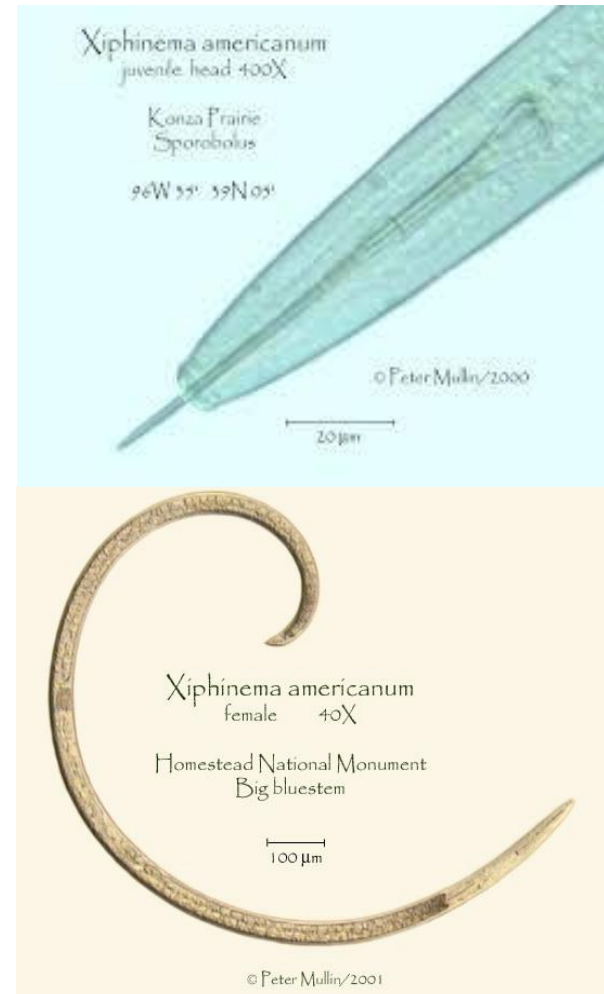 Xiphinema americanum
juvenile head 400X
Konza Prairie
Sporobolus
96W 35' 39N 05'
© Peter Mullin/2000
20 µm
Xiphinema americanum
female 40X
Homestead National Monument
Big bluestem
100 µm
© Peter Mullin/2001